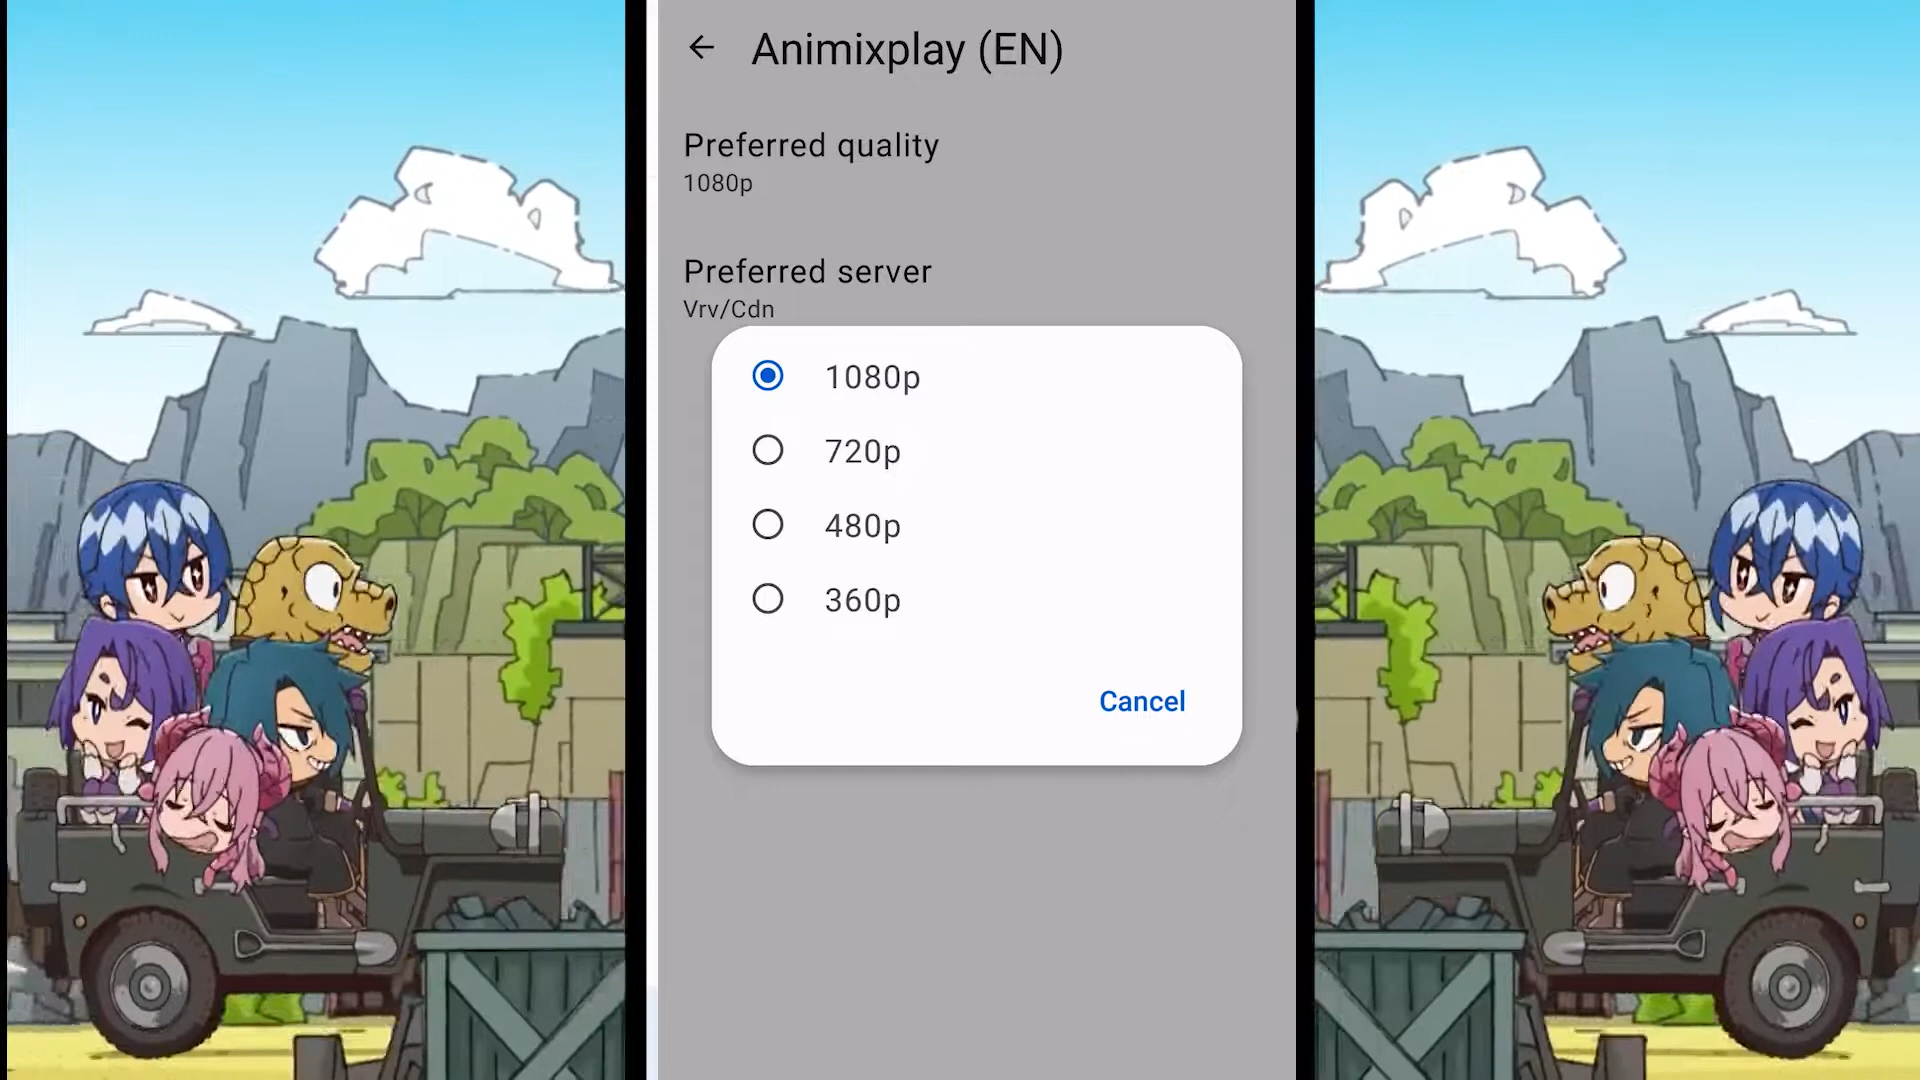 Animixplay (EN)
Preferred quality
1080p
Preferred server
Vrv/Cdn
1080p
720p
480p
360p
Cancel